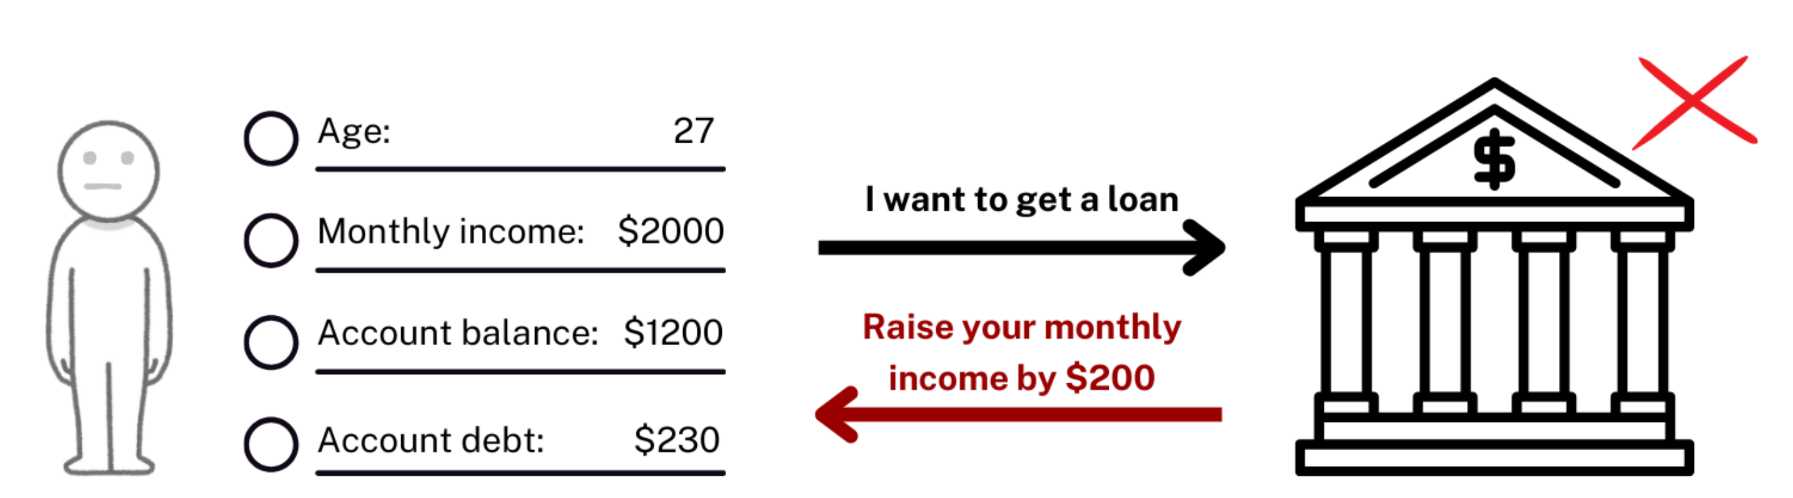 Age: 27
Monthly income: $2000
Account balance: $1200
Account debt: $230
I want to get a loan
Raise your monthly
income by $200
$